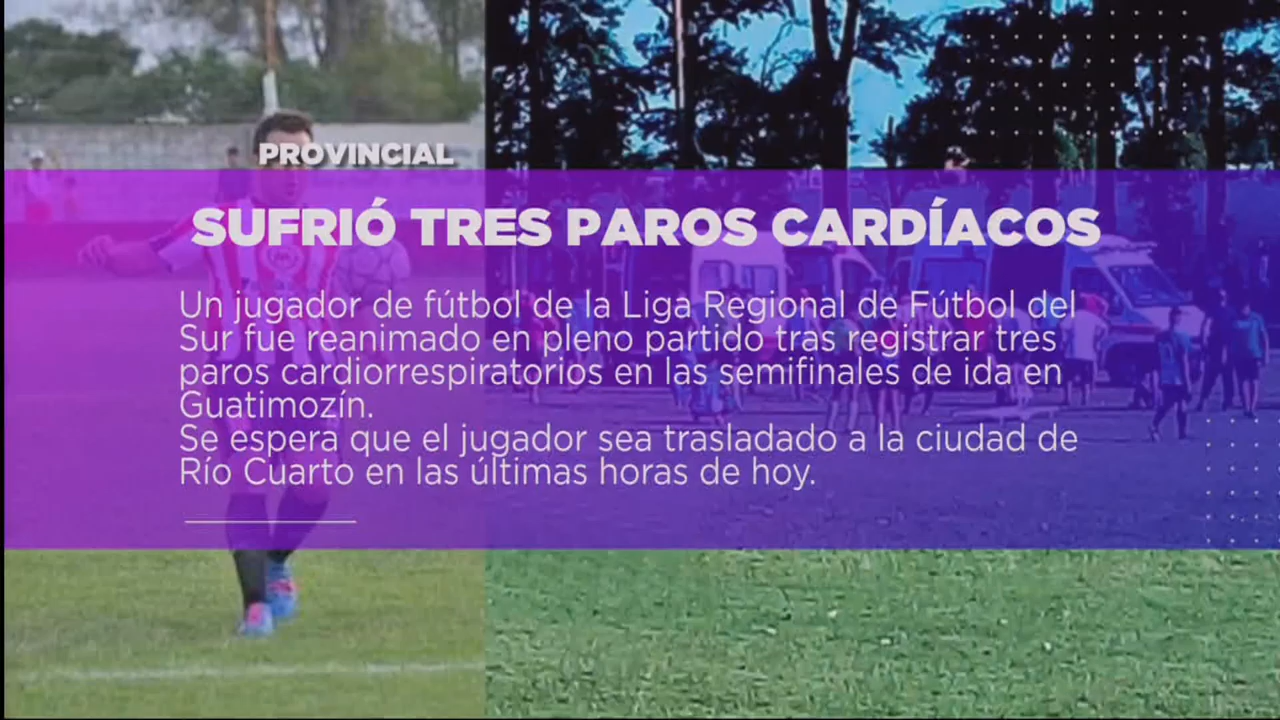 PROVINCIAL
SUFRIÓ TRES PAROS CARDÍACOS
Un jugador de fútbol de la Liga Regional de Fútbol del
Sur fue reanimado en pleno partido tras registrar tres
paros cardiorrespiratorios en las semifinales de ida en
Guatimozín.
Se espera que el jugador sea trasladado a la ciudad de
Río Cuarto en las últimas horas de hoy.